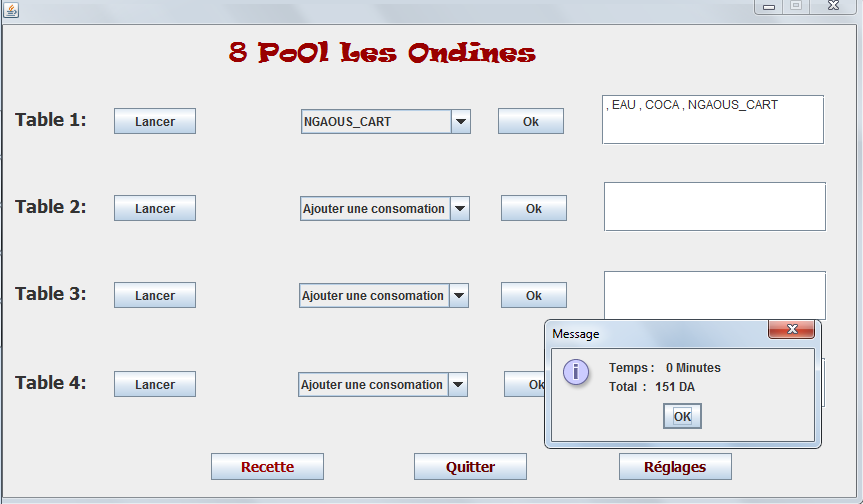 8 PoOl Les Ondines
Table 1:
Lancer
NGAOUS_CART
Ok
, EAU , COCA , NGAOUS_CART
Table 2:
Lancer
Ajouter une consomation
Ok
Table 3:
Lancer
Ajouter une consomation
Ok
Table 4:
Lancer
Ajouter une consomation
Ok
Message
Temps : 0 Minutes
Total : 151 DA
OK
Recette
Quitter
Réglages